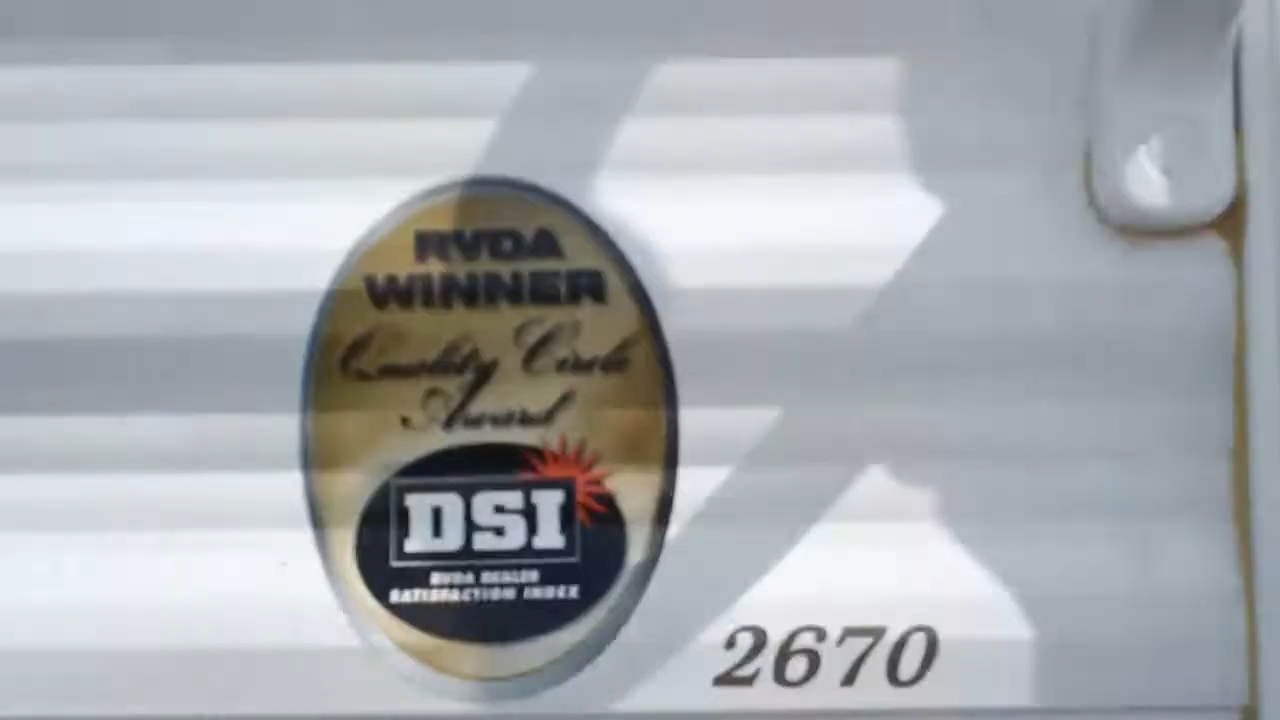 RVDA
WINNER
Quality Circle
Award
DSI
RVDA DEALER
SATISFACTION INDEX
2670